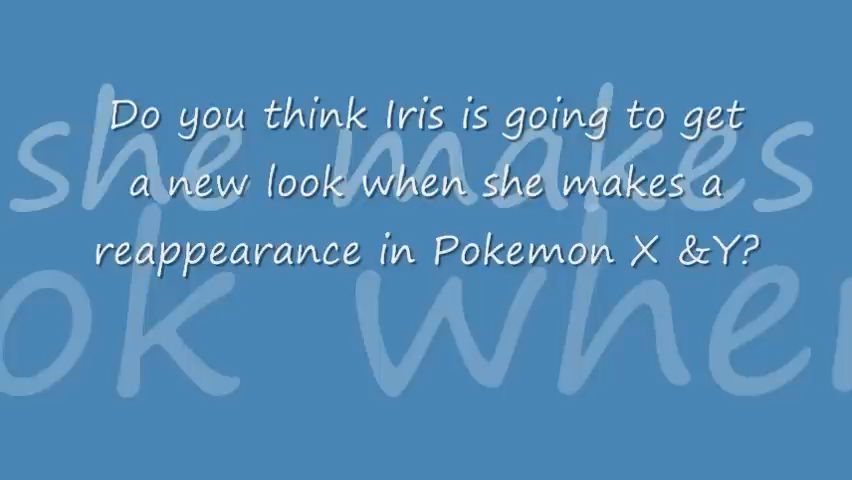 Do you think Iris is going to get
a new look when she makes a
reappearance in Pokemon X &Y?
she makes
ok when